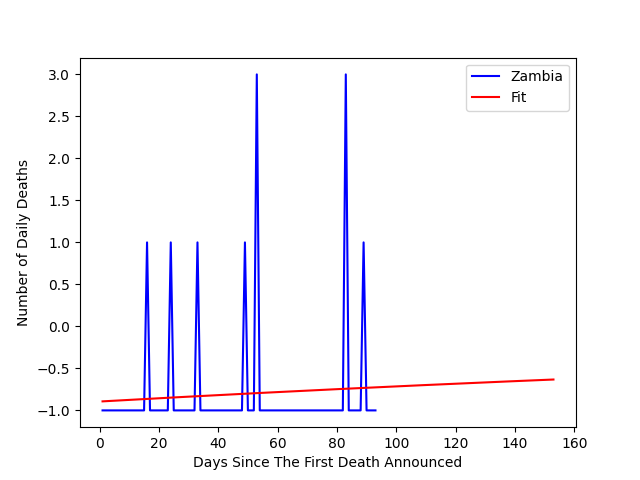 Zambia
Fit
Number of Daily Deaths
3.0
2.5
2.0
1.5
1.0
0.5
0.0
−0.5
−1.0
0 20 40 60 80 100 120 140 160
Days Since The First Death Announced